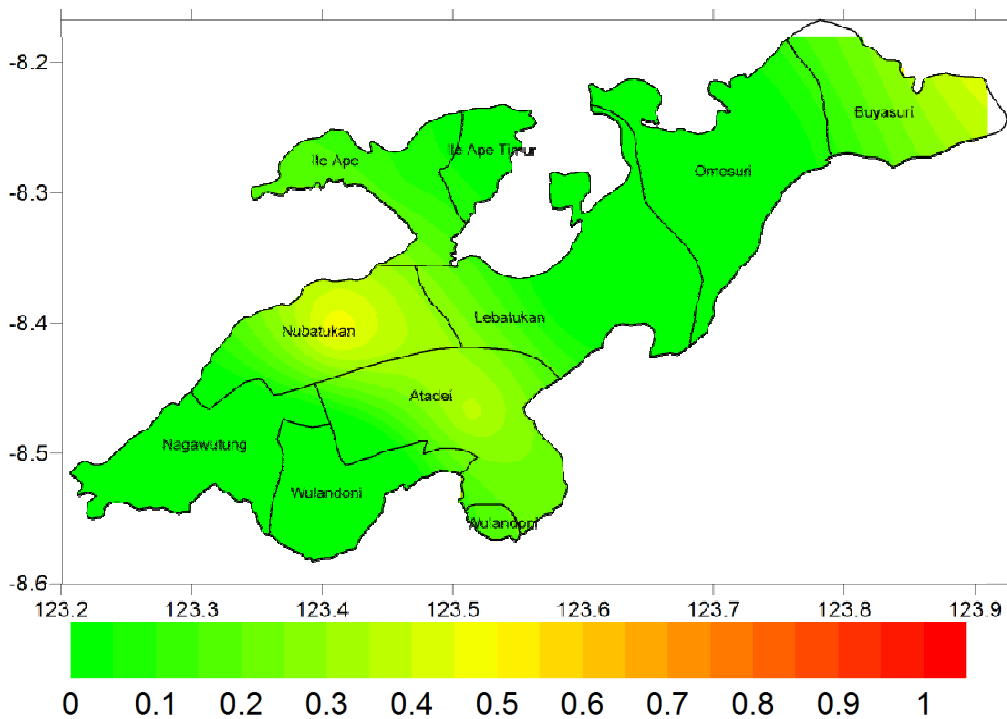 -8.2
Buyasuri
Ile Ape Timur
Ile Ape
Omesuri
-8.3
Lebatukan
-8.4
Nubatukan
Atadei
Nagawutung
-8.5
Wulandoni
Wulandoni
-8.6
123.2 123.3 123.4 123.5 123.6 123.7 123.8 123.9
0 0.1 0.2 0.3 0.4 0.5 0.6 0.7 0.8 0.9 1